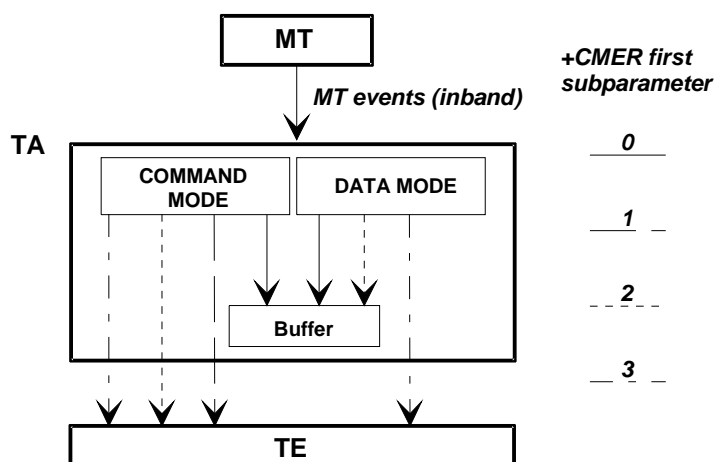 MT
+CMER first
subparameter
MT events (inband)
TA
0
COMMAND
MODE
DATA MODE
1
2
Buffer
3
TE